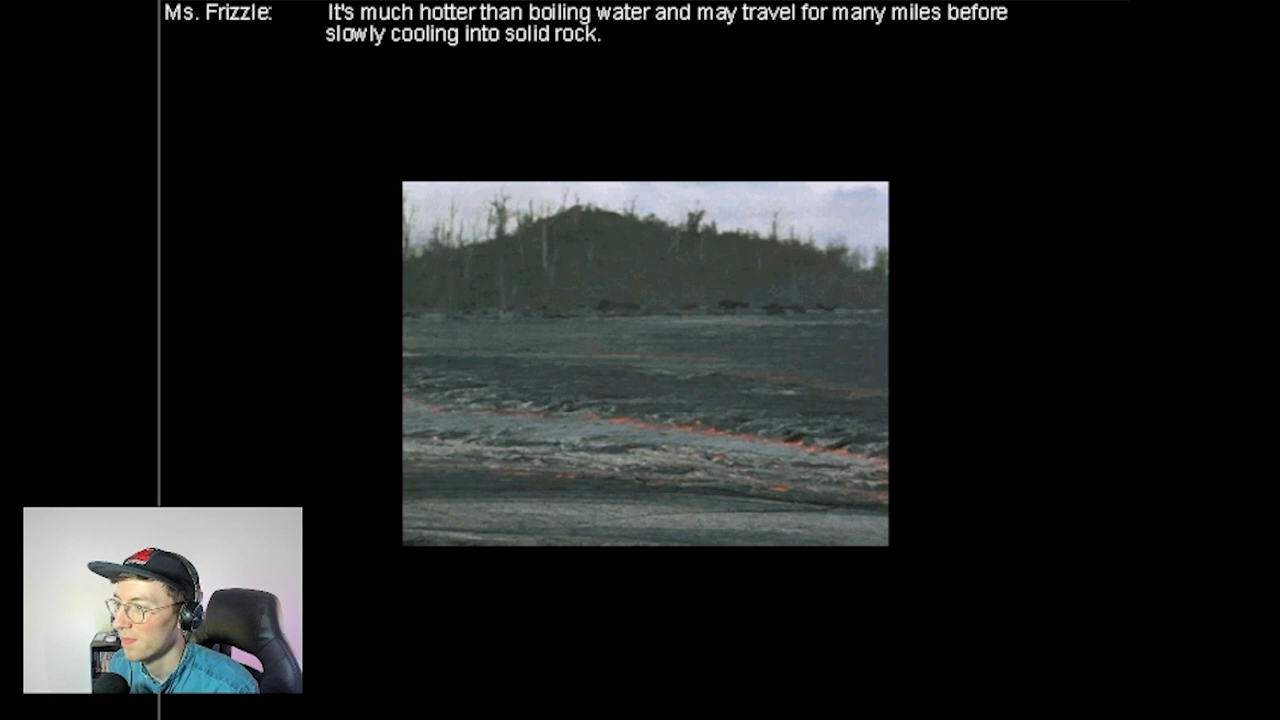 Ms. Frizzle: It's much hotter than boiling water and may travel for many miles before
slowly cooling into solid rock.